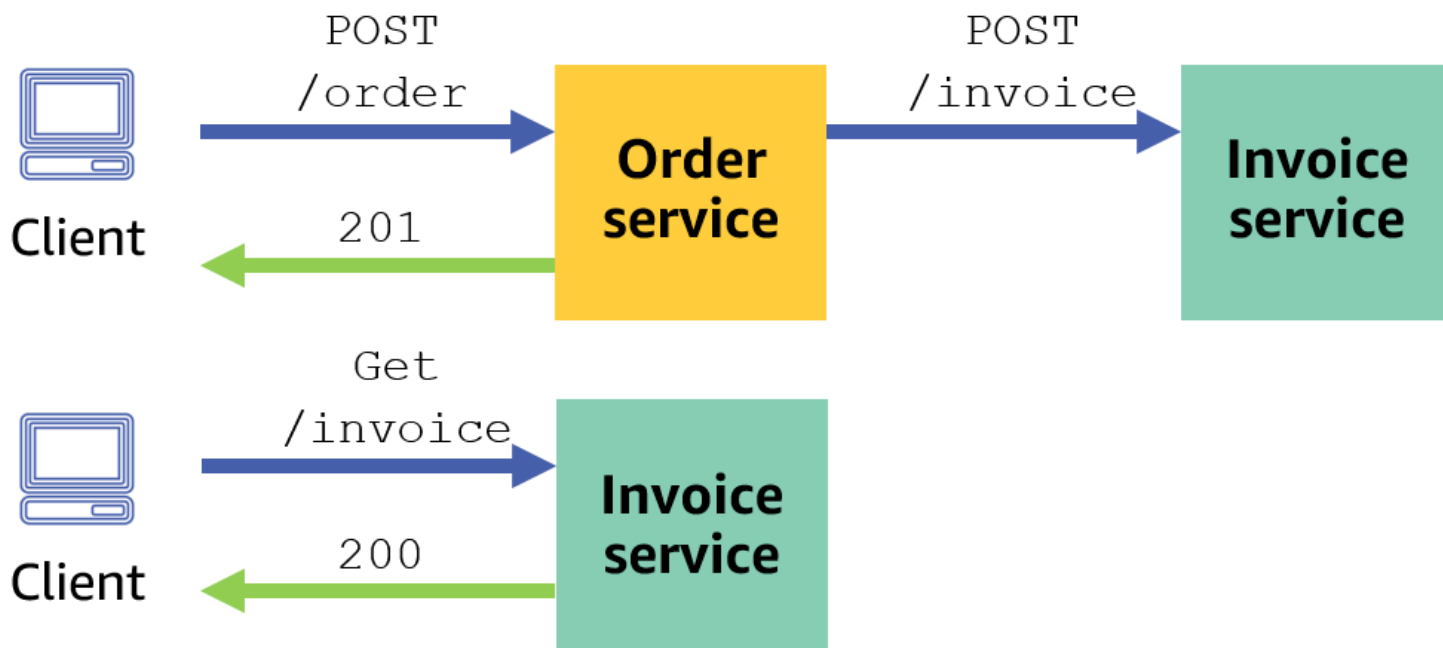 POST
/order
POST
/invoice
Order
service
Invoice
service
201
Client
Get
/invoice
Invoice
service
200
Client